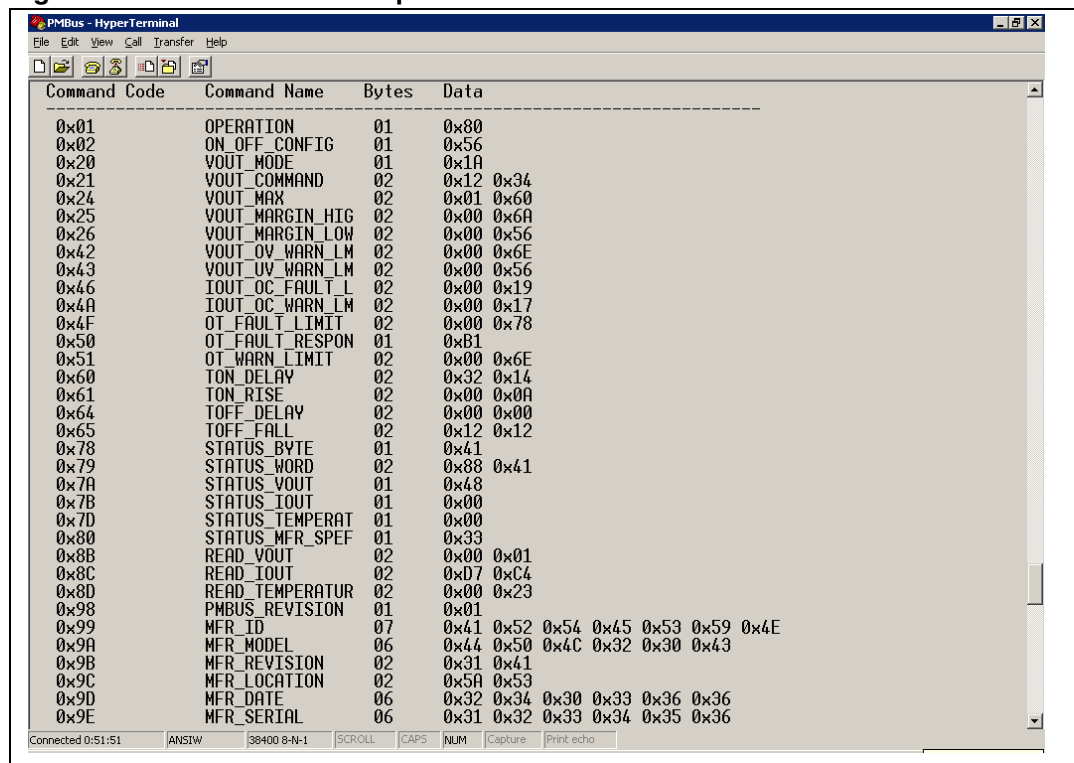 PMBus - HyperTerminal
File Edit View Call Transfer Help
Command Code Command Name Bytes Data
--------------------------------------------------------------------------------
0x01 OPERATION 01 0x80
0x02 ON_OFF_CONFIG 01 0x56
0x20 VOUT_MODE 01 0x1A
0x21 VOUT_COMMAND 02 0x12 0x34
0x24 VOUT_MAX 02 0x01 0x60
0x25 VOUT_MARGIN_HIG 02 0x00 0x6A
0x26 VOUT_MARGIN_LOW 02 0x00 0x56
0x42 VOUT_OV_WARN_LM 02 0x00 0x6E
0x43 VOUT_UV_WARN_LM 02 0x00 0x56
0x46 IOUT_OC_FAULT_L 02 0x00 0x19
0x4A IOUT_OC_WARN_LM 02 0x00 0x17
0x4F OT_FAULT_LIMIT 02 0x00 0x78
0x50 OT_FAULT_RESPON 01 0xB1
0x51 OT_WARN_LIMIT 02 0x00 0x6E
0x60 TON_DELAY 02 0x32 0x14
0x61 TON_RISE 02 0x00 0x0A
0x64 TOFF_DELAY 02 0x00 0x00
0x65 TOFF_FALL 02 0x12 0x12
0x78 STATUS_BYTE 01 0x41
0x79 STATUS_WORD 02 0x88 0x41
0x7A STATUS_VOUT 01 0x48
0x7B STATUS_IOUT 01 0x00
0x7D STATUS_TEMPERAT 01 0x00
0x80 STATUS_MFR_SPEF 01 0x33
0x8B READ_VOUT 02 0x00 0x01
0x8C READ_IOUT 02 0xD7 0xC4
0x8D READ_TEMPERATUR 02 0x00 0x23
0x98 PMBUS_REVISION 01 0x01
0x99 MFR_ID 07 0x41 0x52 0x54 0x45 0x53 0x59 0x4E
0x9A MFR_MODEL 06 0x44 0x50 0x4C 0x32 0x30 0x43
0x9B MFR_REVISION 02 0x31 0x41
0x9C MFR_LOCATION 02 0x5A 0x53
0x9D MFR_DATE 06 0x32 0x34 0x30 0x33 0x36 0x36
0x9E MFR_SERIAL 06 0x31 0x32 0x33 0x34 0x35 0x36
Connected 0:51:51 ANSIW 38400 8-N-1 SCROLL CAPS NUM Capture Print echo